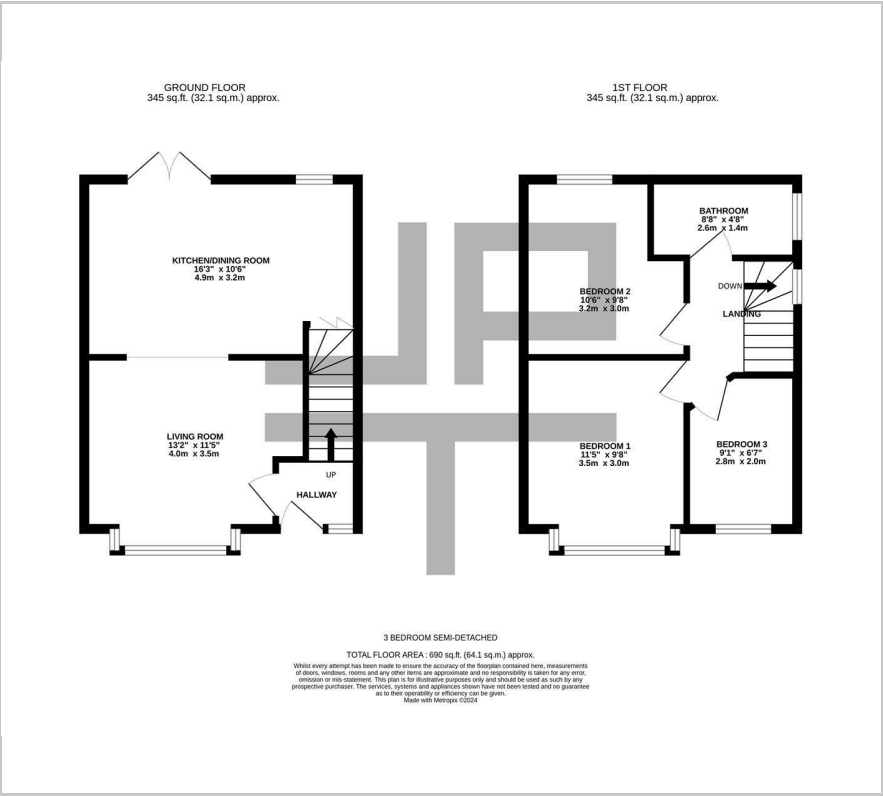 GROUND FLOOR
345 sq.ft. (32.1 sq.m.) approx.
KITCHEN/DINING ROOM
16'3" x 10'6"
4.9m x 3.2m
LIVING ROOM
13'2" x 11'5"
4.0m x 3.5m
UP
HALLWAY
1ST FLOOR
345 sq.ft. (32.1 sq.m.) approx.
BATHROOM
8'8" x 4'8"
2.6m x 1.4m
BEDROOM 2
10'6" x 9'8"
3.2m x 3.0m
DOWN
LANDING
BEDROOM 1
11'5" x 9'8"
3.5m x 3.0m
BEDROOM 3
9'1" x 6'7"
2.8m x 2.0m
3 BEDROOM SEMI-DETACHED
TOTAL FLOOR AREA : 690 sq.ft. (64.1 sq.m.) approx.
Whilst every attempt has been made to ensure the accuracy of the floorplan contained here, measurements
of doors, windows, rooms and any other items are approximate and no responsibility is taken for any error,
omission or mis-statement. This plan is for illustrative purposes only and should be used as such by any
prospective purchaser. The services, systems and appliances shown have not been tested and no guarantee
as to their operability or efficiency can be given.
Made with Metropix ©2024